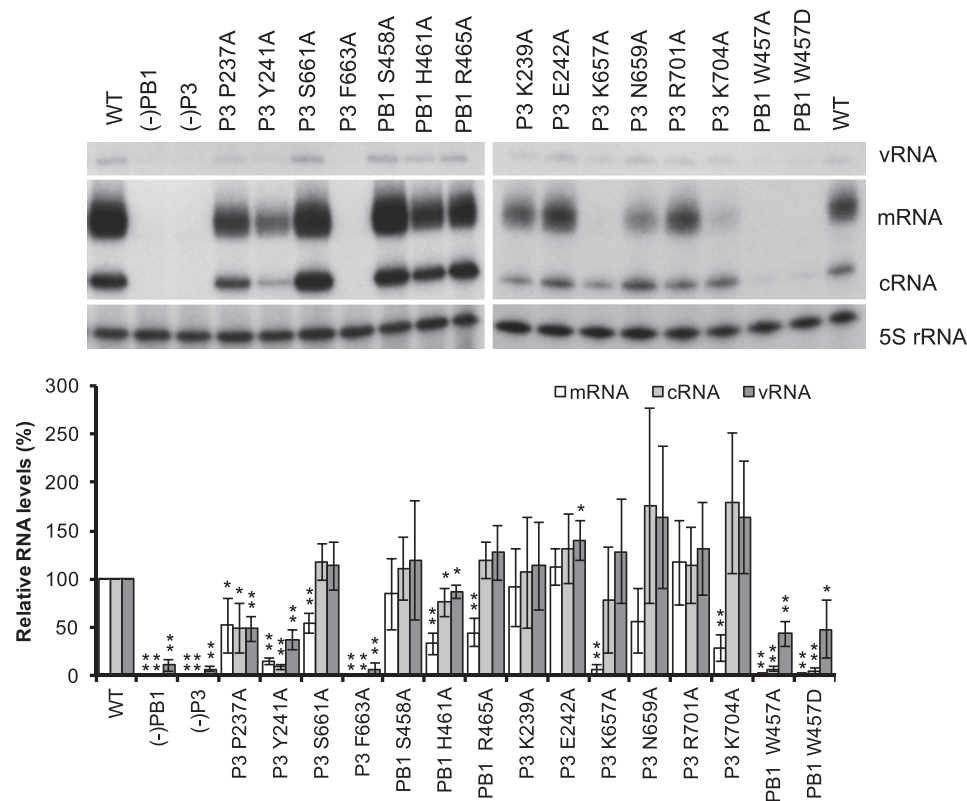 WT
(-)PB1
(-)P3
P3 P237A
P3 Y241A
P3 S661A
P3 F663A
PB1 S458A
PB1 H461A
PB1 R465A
P3 K239A
P3 E242A
P3 K657A
P3 N659A
P3 R701A
P3 K704A
PB1 W457A
PB1 W457D
WT
vRNA
mRNA
cRNA
5S rRNA
Relative RNA levels (%)
300
250
200
150
100
50
0
mRNA cRNA vRNA
WT
(-)PB1
(-)P3
P3 P237A
P3 Y241A
P3 S661A
P3 F663A
PB1 S458A
PB1 H461A
PB1 R465A
P3 K239A
P3 E242A
P3 K657A
P3 N659A
P3 R701A
P3 K704A
PB1 W457A
PB1 W457D